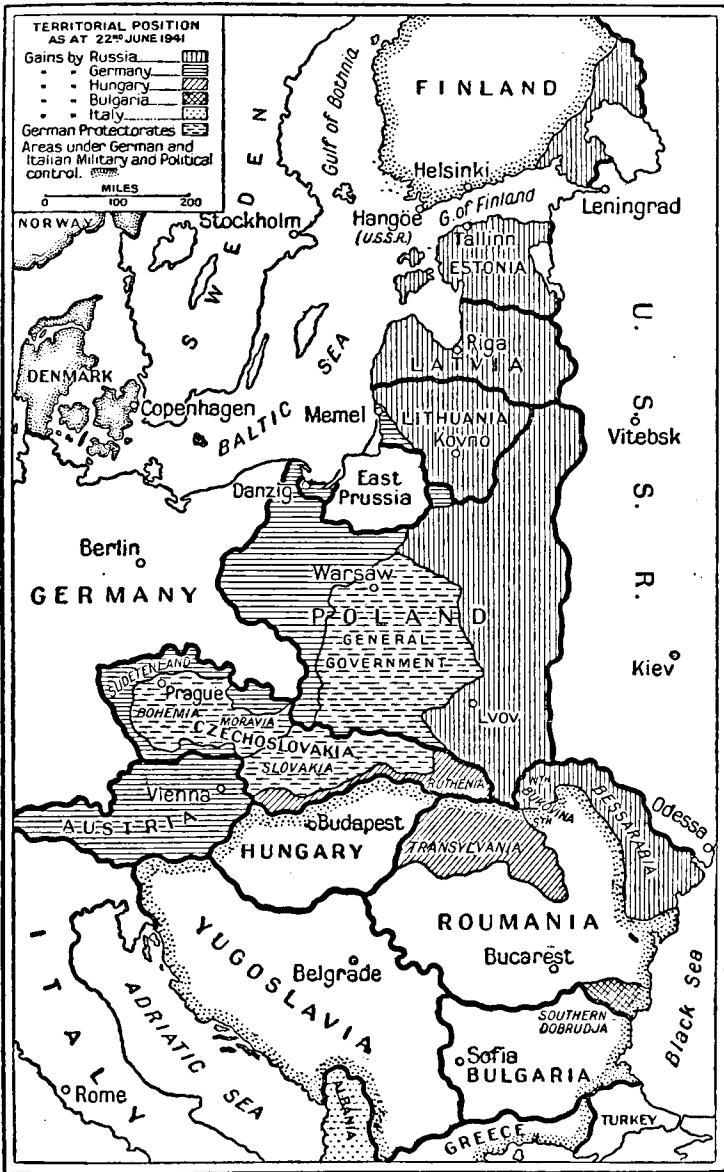 TERRITORIAL POSITION
AS AT 22ND JUNE 1941
Gains by Russia
" " Germany
" " Hungary
" " Bulgaria
" " Italy
German Protectorates
Areas under German and
Italian Military and Political
control.
MILES
0 100 200
NORWAY
SWEDEN
Stockholm
Gulf of Bothnia
FINLAND
Helsinki
Hangöe
(U.S.S.R.)
G. of Finland
Leningrad
Tallinn
ESTONIA
U. S. S. R.
Riga
LATVIA
DENMARK
Copenhagen
BALTIC SEA
Memel
LITHUANIA
Kovno
Vitebsk
Danzig
East
Prussia
Berlin
GERMANY
Warsaw
POLAND
GENERAL
GOVERNMENT
Kiev
SUDETENLAND
Prague
BOHEMIA
MORAVIA
CZECHOSLOVAKIA
SLOVAKIA
Lvov
RUTHENIA
NTH
BUKOVINA
STH
BESSARABIA
Odessa
Vienna
AUSTRIA
Budapest
HUNGARY
TRANSYLVANIA
ROUMANIA
Bucarest
YUGOSLAVIA
Belgrade
ITALY
ADRIATIC SEA
Rome
Black Sea
SOUTHERN
DOBRUDJA
Sofia
BULGARIA
ALBANIA
GREECE
TURKEY